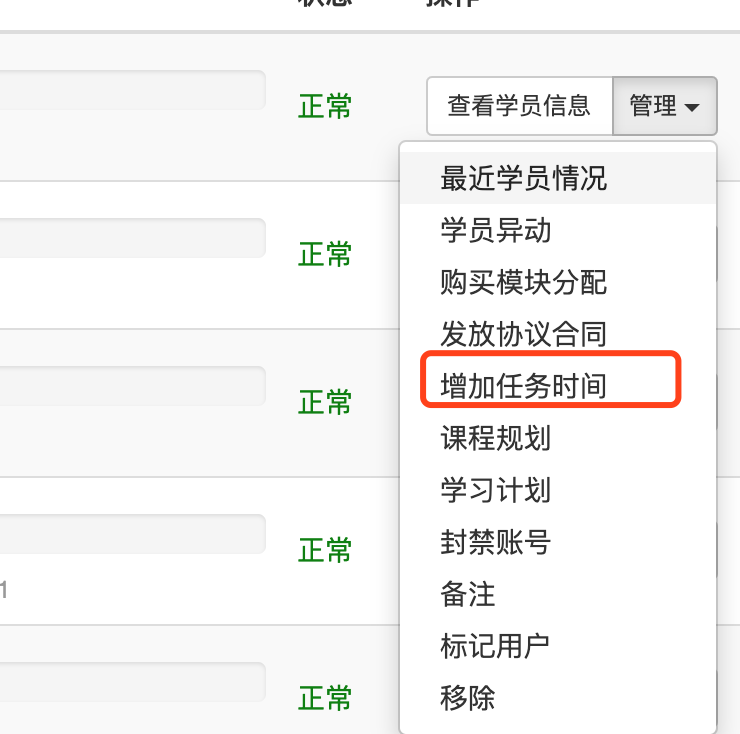 状态 操作
正常 查看学员信息 管理
最近学员情况
学员异动
正常
购买模块分配
发放协议合同
增加任务时间
正常
课程规划
学习计划
封禁账号
正常
1
备注
标记用户
移除
正常